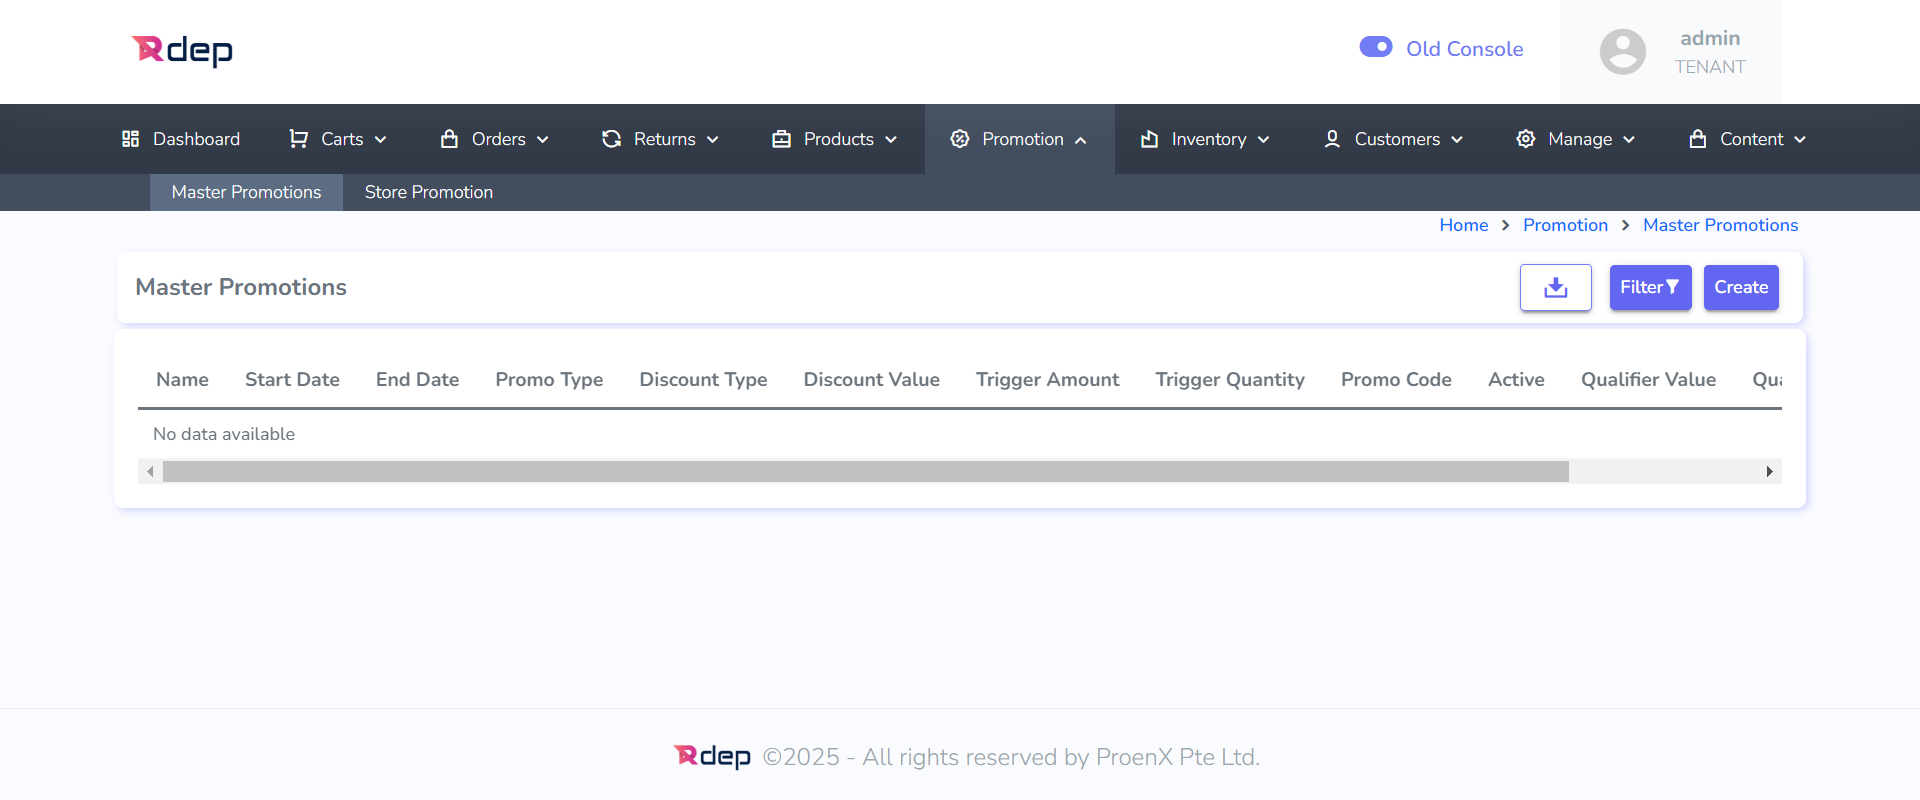 Rdep
Old Console
admin
TENANT
Dashboard Carts Orders Returns Products Promotion Inventory Customers Manage Content
Master Promotions Store Promotion
Home > Promotion > Master Promotions
Master Promotions
Filter Create
Name Start Date End Date Promo Type Discount Type Discount Value Trigger Amount Trigger Quantity Promo Code Active Qualifier Value
No data available
Rdep ©2025 - All rights reserved by ProenX Pte Ltd.